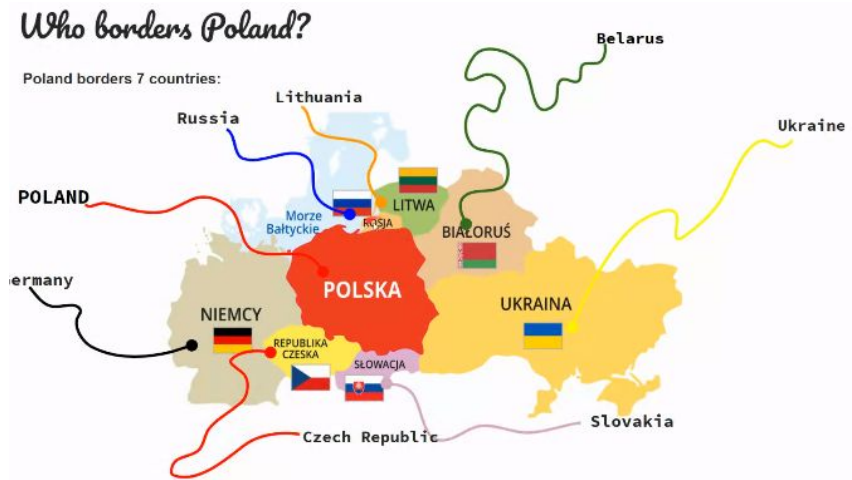 Who borders Poland?
Poland borders 7 countries:
Belarus
Lithuania
Russia
Ukraine
POLAND
LITWA
Morze
Bałtyckie
ROSJA
BIAŁORUŚ
ermany
POLSKA
UKRAINA
NIEMCY
REPUBLIKA
CZESKA
SŁOWACJA
Slovakia
Czech Republic